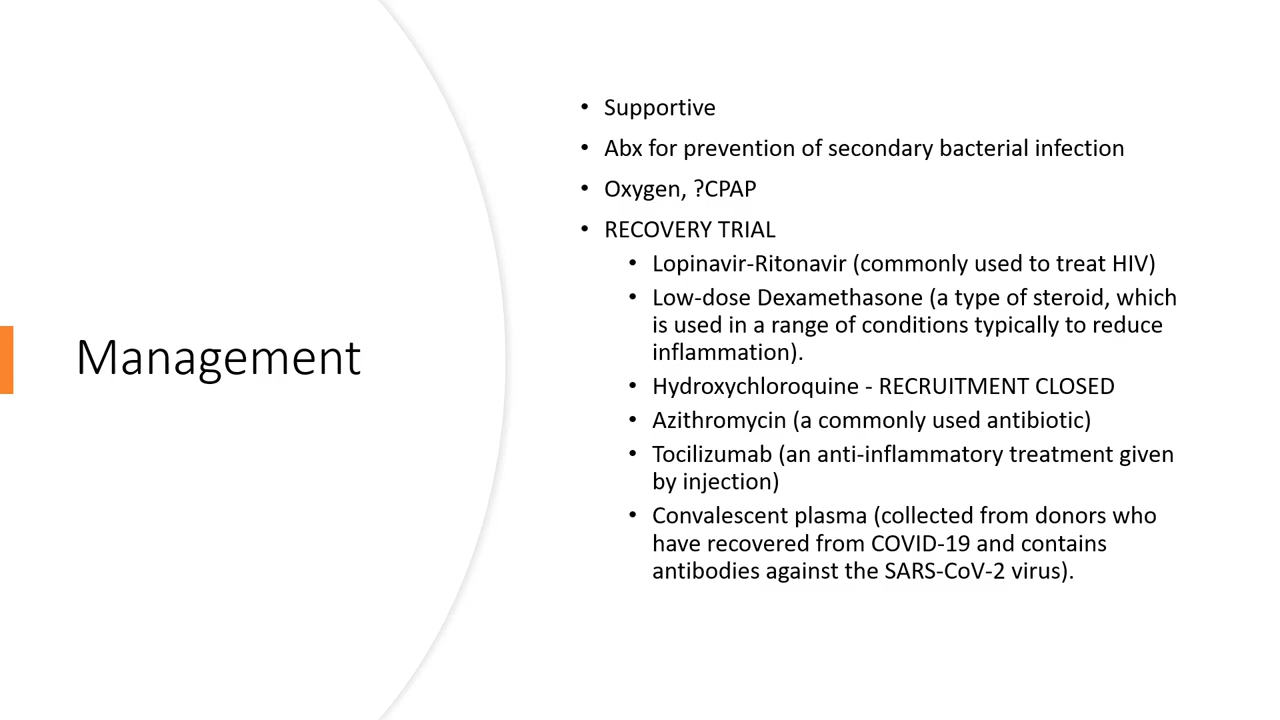 Management
• Supportive
• Abx for prevention of secondary bacterial infection
• Oxygen, ?CPAP
• RECOVERY TRIAL
• Lopinavir-Ritonavir (commonly used to treat HIV)
• Low-dose Dexamethasone (a type of steroid, which
is used in a range of conditions typically to reduce
inflammation).
• Hydroxychloroquine - RECRUITMENT CLOSED
• Azithromycin (a commonly used antibiotic)
• Tocilizumab (an anti-inflammatory treatment given
by injection)
• Convalescent plasma (collected from donors who
have recovered from COVID-19 and contains
antibodies against the SARS-CoV-2 virus).